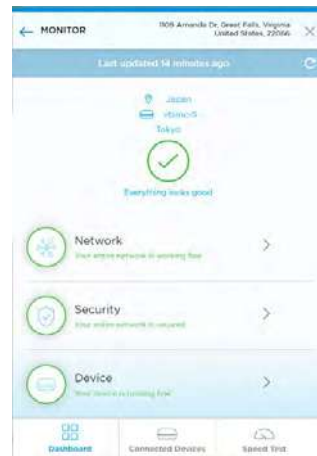 MONITOR
1109 Amanda Dr, Great Falls, Virginia
United States, 22066
Last updated 14 minutes ago
Japan
Tokyo
Everything looks good
Network
Your entire network is working fine
Security
Your entire network is secured
Device
Your device is running fine
Dashboard
Connected Devices
Speed Test